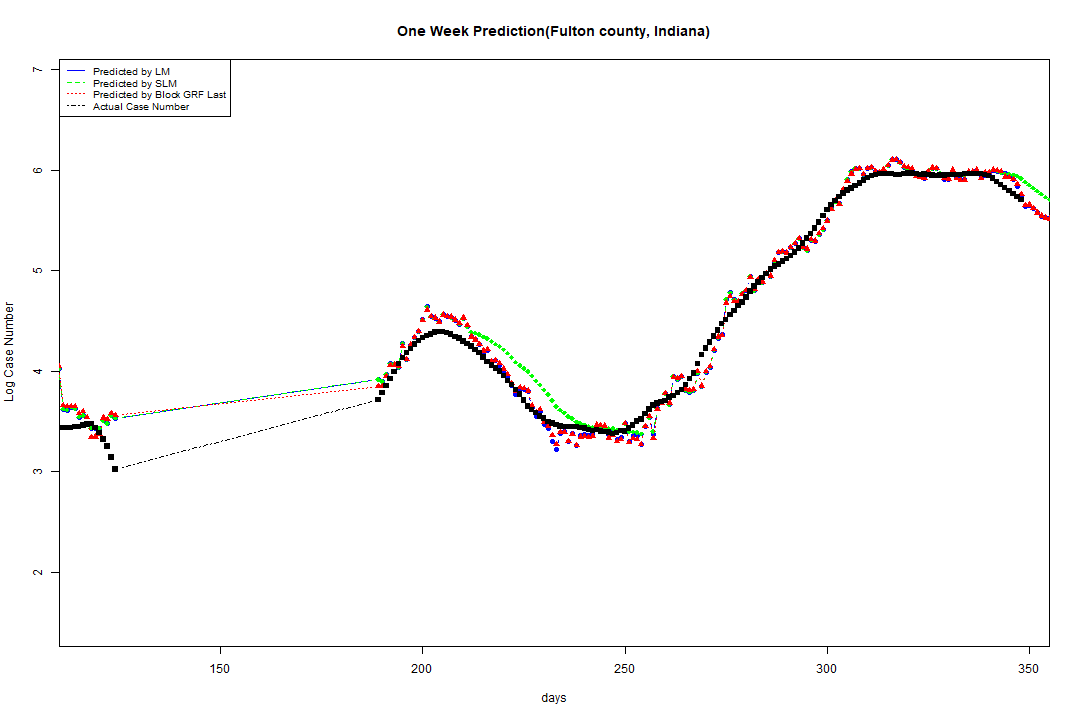 One Week Prediction(Fulton county, Indiana)
Predicted by LM
Predicted by SLM
Predicted by Block GRF Last
Actual Case Number
7
6
5
4
3
2
Log Case Number
150 200 250 300 350
days